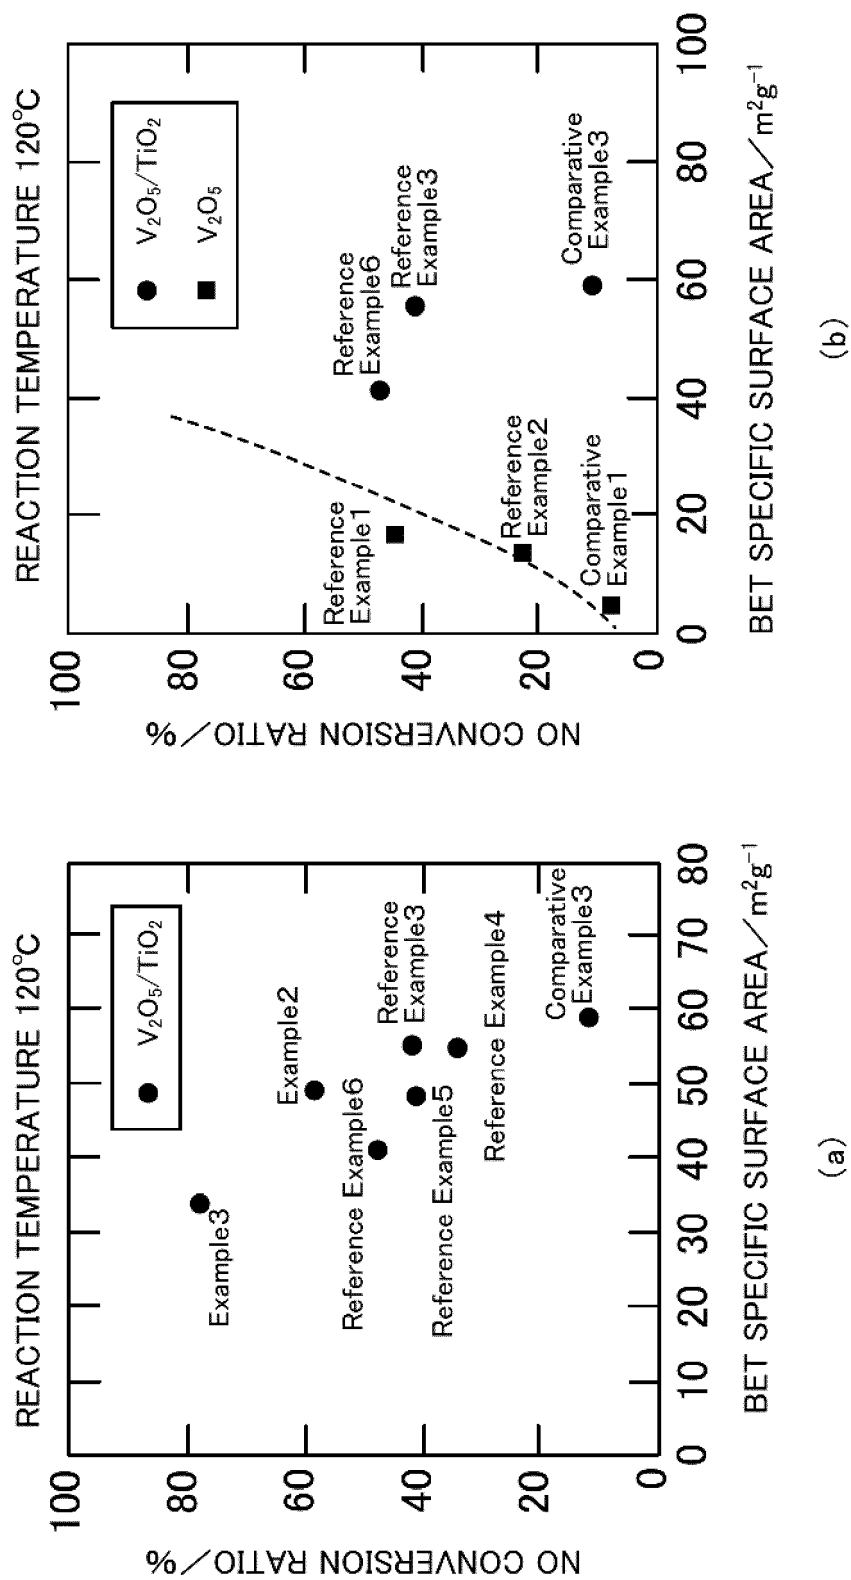 REACTION TEMPERATURE 120°C
NO CONVERSION RATIO/%
100
80
60
40
20
0
V₂O₅/TiO₂
Example3
Example2
Reference Example6
Reference
Example3
Reference Example5
Reference Example4
Comparative
Example3
0
10
20
30
40
50
60
70
80
BET SPECIFIC SURFACE AREA/m²g⁻¹
(a)
REACTION TEMPERATURE 120°C
NO CONVERSION RATIO/%
100
80
60
40
20
0
V₂O₅/TiO₂
V₂O₅
Reference
Example1
Reference
Example6
Reference
Example3
Reference
Example2
Comparative
Example1
Comparative
Example3
0
20
40
60
80
100
BET SPECIFIC SURFACE AREA/m²g⁻¹
(b)